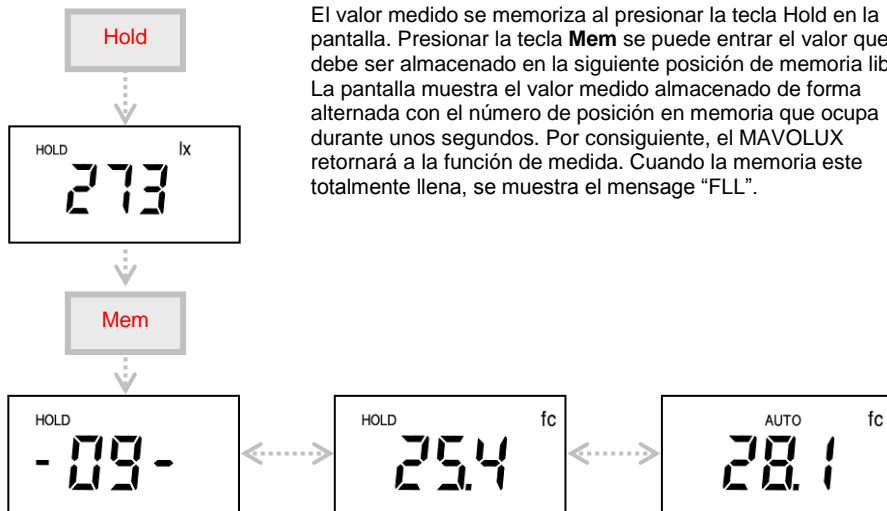 Hold
El valor medido se memoriza al presionar la tecla Hold en la
pantalla. Presionar la tecla Mem se puede entrar el valor que
debe ser almacenado en la siguiente posición de memoria lib
La pantalla muestra el valor medido almacenado de forma
alternada con el número de posición en memoria que ocupa
durante unos segundos. Por consiguiente, el MAVOLUX
retornará a la función de medida. Cuando la memoria este
totalmente llena, se muestra el mensage “FLL”.
HOLD lx
273
Mem
HOLD
-09-
HOLD fc
25.4
AUTO fc
28.1